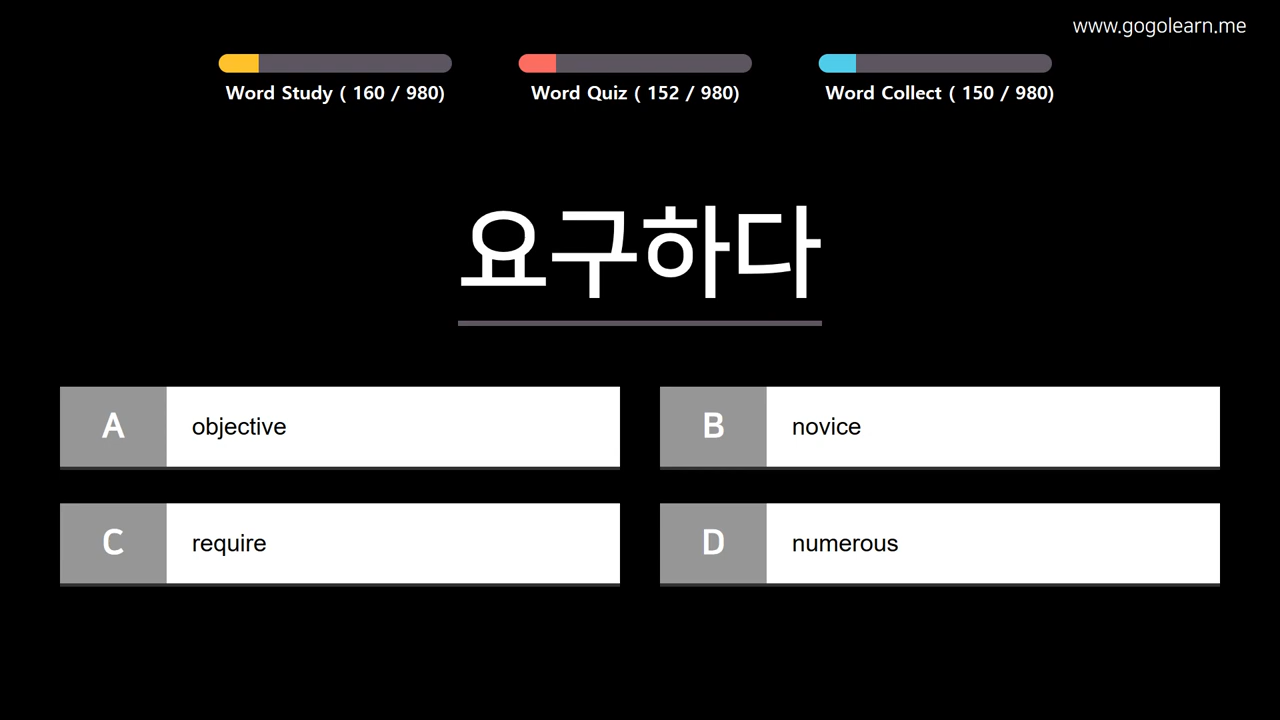 www.gogolearn.me
Word Study ( 160 / 980)
Word Quiz ( 152 / 980)
Word Collect ( 150 / 980)
요구하다
A objective
B novice
C require
D numerous